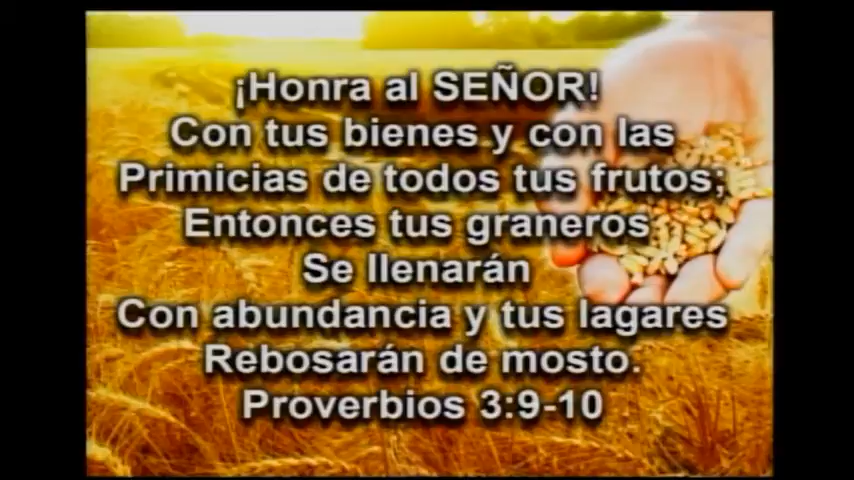 ¡Honra al SEÑOR!
Con tus bienes y con las
Primicias de todos tus frutos;
Entonces tus graneros
Se llenarán
Con abundancia y tus lagares
Rebosarán de mosto.
Proverbios 3:9-10